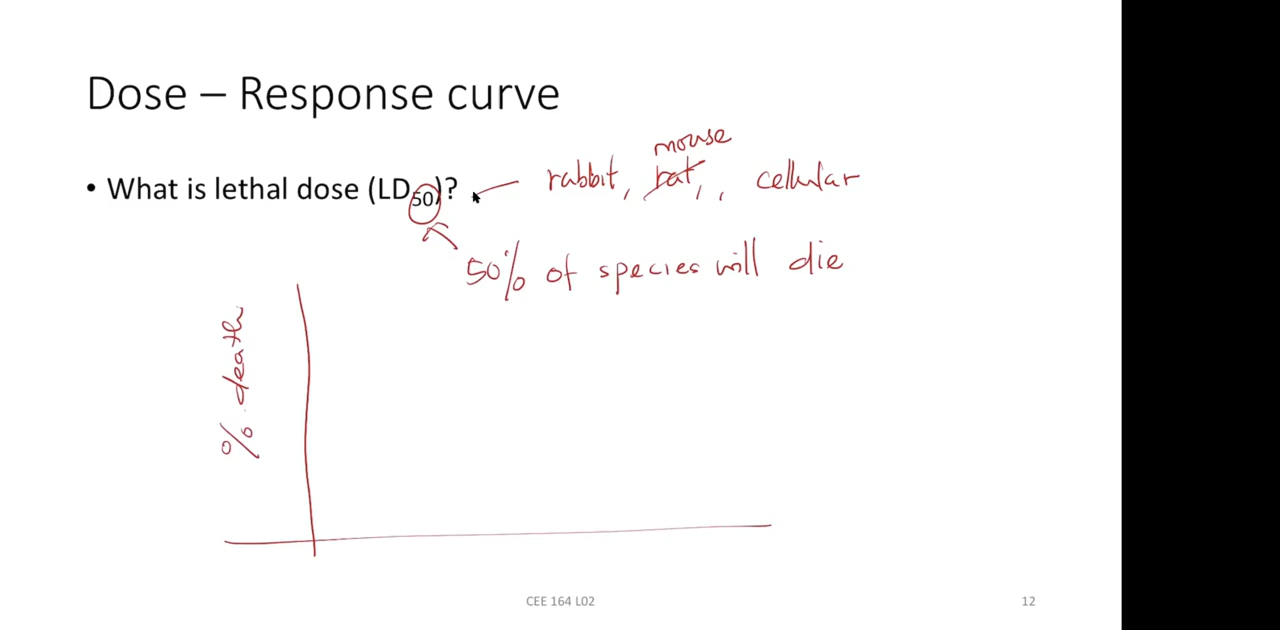 Dose – Response curve
mouse
• What is lethal dose (LD50)? rabbit, rat, , cellular
50% of species will die
% death
CEE 164 L02
12